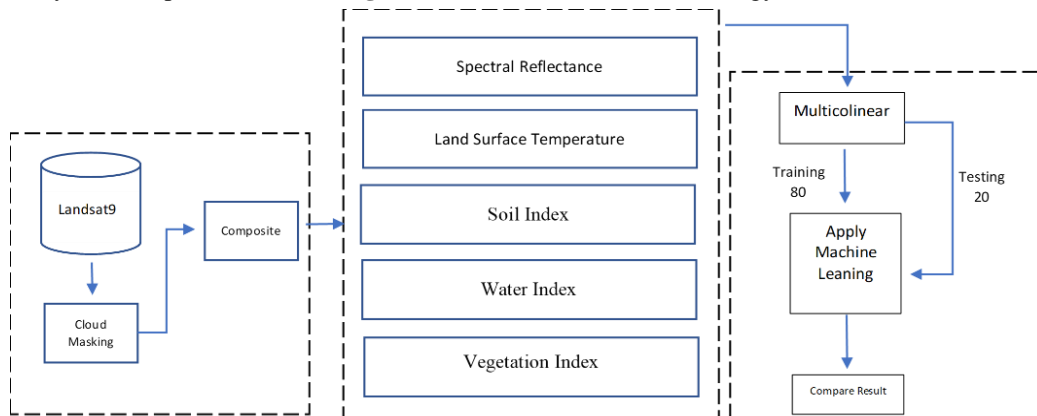 Landsat9
Cloud
Masking
Composite
Spectral Reflectance
Land Surface Temperature
Soil Index
Water Index
Vegetation Index
Multicolinear
Training
80
Testing
20
Apply
Machine
Leaning
Compare Result